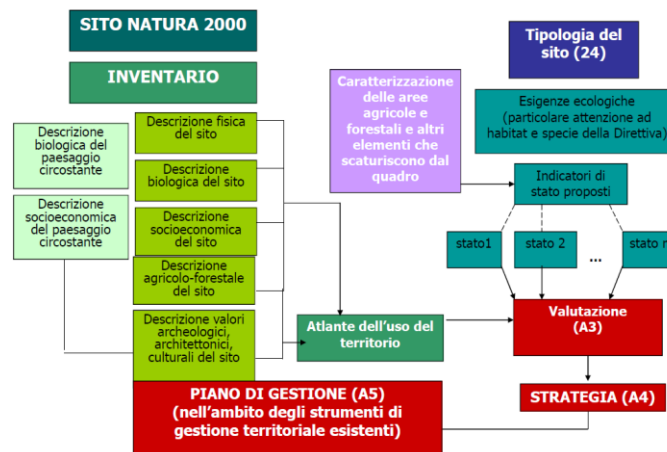 SITO NATURA 2000
INVENTARIO
Descrizione
biologica del
paesaggio
circostante
Descrizione
socioeconomica
del paesaggio
circostante
Descrizione fisica
del sito
Descrizione
biologica del sito
Descrizione
socioeconomica
del sito
Descrizione
agricolo-forestale
del sito
Descrizione valori
archeologici,
architettonici,
culturali del sito
Caratterizzazione
delle aree
agricole e
forestali e altri
elementi che
scaturiscono dal
quadro
Tipologia del
sito (24)
Esigenze ecologiche
(particolare attenzione ad
habitat e specie della Direttiva)
Indicatori di
stato proposti
stato1
stato 2
...
stato n
Atlante dell'uso del
territorio
Valutazione
(A3)
STRATEGIA (A4)
PIANO DI GESTIONE (A5)
(nell'ambito degli strumenti di
gestione territoriale esistenti)